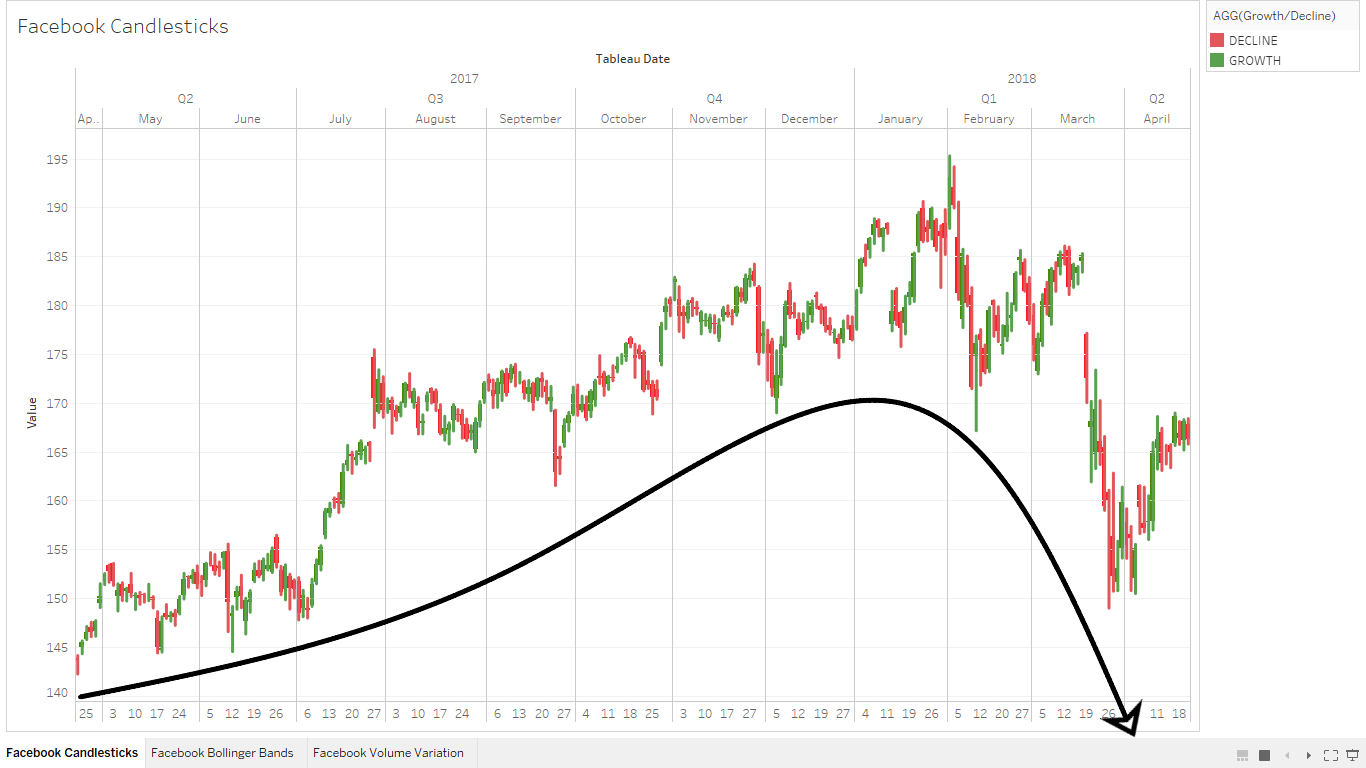 Facebook Candlesticks
AGG(Growth/Decline)
DECLINE
GROWTH
Tableau Date
2017 2018
Q2 Q3 Q4 Q1 Q2
Ap.. May June July August September October November December January February March April
195
190
185
180
175
170
165
160
155
150
145
140
Value
25 3 10 17 24 5 12 19 26 6 13 20 27 3 10 17 24 6 13 20 27 4 11 18 25 3 10 17 27 5 12 19 27 4 11 19 26 5 12 20 27 5 12 19 26 11 18
Facebook Candlesticks Facebook Bollinger Bands Facebook Volume Variation